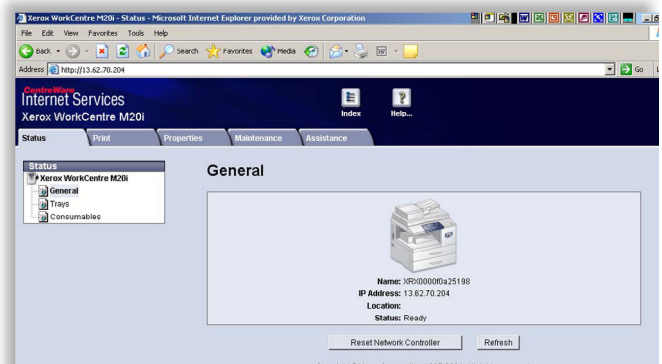 Xerox WorkCentre M20i - Status - Microsoft Internet Explorer provided by Xerox Corporation
File Edit View Favorites Tools Help
Back Search Favorites Media
Address http://13.62.70.204 Go
CentreWare
Internet Services
Xerox WorkCentre M20i
Index Help...
Status Print Properties Maintenance Assistance
Status
Xerox WorkCentre M20i
General
Trays
Consumables
General
Name: XRX0000f0a25198
IP Address: 13.62.70.204
Location:
Status: Ready
Reset Network Controller Refresh